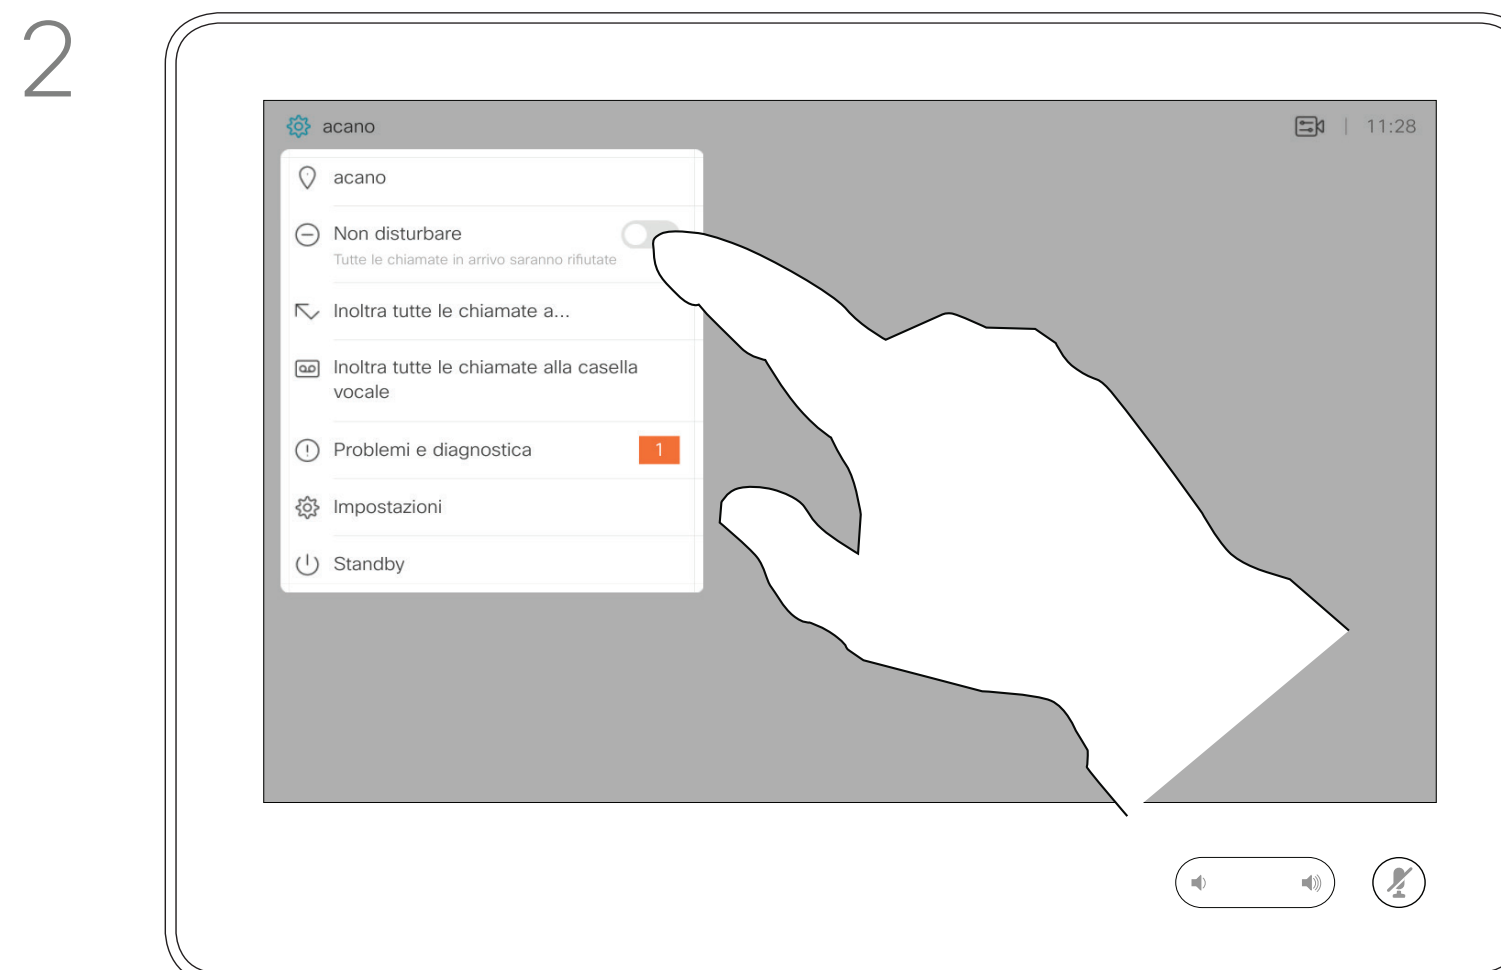 2
acano
11:28
acano
Non disturbare
Tutte le chiamate in arrivo saranno rifiutate
Inoltra tutte le chiamate a...
Inoltra tutte le chiamate alla casella
vocale
Problemi e diagnostica 1
Impostazioni
Standby